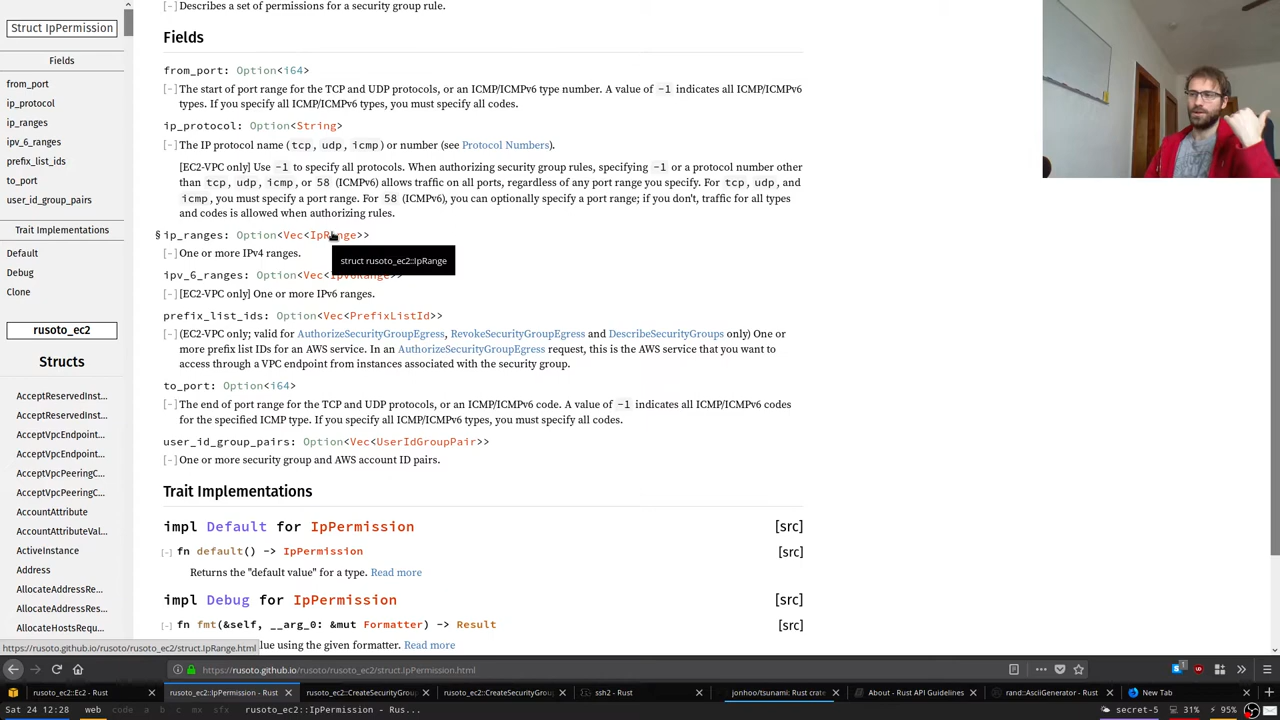 Struct IpPermission
Fields
from_port
ip_protocol
ip_ranges
ipv_6_ranges
prefix_list_ids
to_port
user_id_group_pairs
Trait Implementations
Default
Debug
Clone
rusoto_ec2
Structs
AcceptReservedInst...
AcceptReservedInst...
AcceptVpcEndpoint...
AcceptVpcEndpoint...
AcceptVpcPeeringC...
AcceptVpcPeeringC...
AccountAttribute
AccountAttributeVal...
ActiveInstance
Address
AllocateAddressRe...
AllocateAddressRes...
AllocateHostsRequ...
[-] Describes a set of permissions for a security group rule.
Fields
from_port: Option<i64>
[-] The start of port range for the TCP and UDP protocols, or an ICMP/ICMPv6 type number. A value of -1 indicates all ICMP/ICMPv6
types. If you specify all ICMP/ICMPv6 types, you must specify all codes.
ip_protocol: Option<String>
[-] The IP protocol name (tcp, udp, icmp) or number (see Protocol Numbers).
[EC2-VPC only] Use -1 to specify all protocols. When authorizing security group rules, specifying -1 or a protocol number other
than tcp, udp, icmp, or 58 (ICMPv6) allows traffic on all ports, regardless of any port range you specify. For tcp, udp, and
icmp, you must specify a port range. For 58 (ICMPv6), you can optionally specify a port range; if you don't, traffic for all types
and codes is allowed when authorizing rules.
§ ip_ranges: Option<Vec<IpRange>>
[-] One or more IPv4 ranges.
struct rusoto_ec2::IpRange
ipv_6_ranges: Option<Vec<Ipv6Range>>
[-] [EC2-VPC only] One or more IPv6 ranges.
prefix_list_ids: Option<Vec<PrefixListId>>
[-] (EC2-VPC only; valid for AuthorizeSecurityGroupEgress, RevokeSecurityGroupEgress and DescribeSecurityGroups only) One or
more prefix list IDs for an AWS service. In an AuthorizeSecurityGroupEgress request, this is the AWS service that you want to
access through a VPC endpoint from instances associated with the security group.
to_port: Option<i64>
[-] The end of port range for the TCP and UDP protocols, or an ICMP/ICMPv6 code. A value of -1 indicates all ICMP/ICMPv6 codes
for the specified ICMP type. If you specify all ICMP/ICMPv6 types, you must specify all codes.
user_id_group_pairs: Option<Vec<UserIdGroupPair>>
[-] One or more security group and AWS account ID pairs.
Trait Implementations
impl Default for IpPermission [src]
[-] fn default() -> IpPermission [src]
Returns the "default value" for a type. Read more
impl Debug for IpPermission [src]
[-] fn fmt(&self, __arg_0: &mut Formatter) -> Result [src]
lue using the given formatter. Read more
https://rusoto.github.io/rusoto/rusoto_ec2/struct.IpRange.html
https://rusoto.github.io/rusoto/rusoto_ec2/struct.IpPermission.html
rusoto_ec2::Ec2 - Rust
rusoto_ec2::IpPermission - Rust
rusoto_ec2::CreateSecurityGroup
rusoto_ec2::CreateSecurityGrou
ssh2 - Rust
jonhoo/tsunami: Rust crate
About - Rust API Guidelines
rand::AsciiGenerator - Rust
New Tab
Sat 24 12:28 web code a b c mx sfx rusoto_ec2::IpPermission - Rus...
secret-5 31% 95%